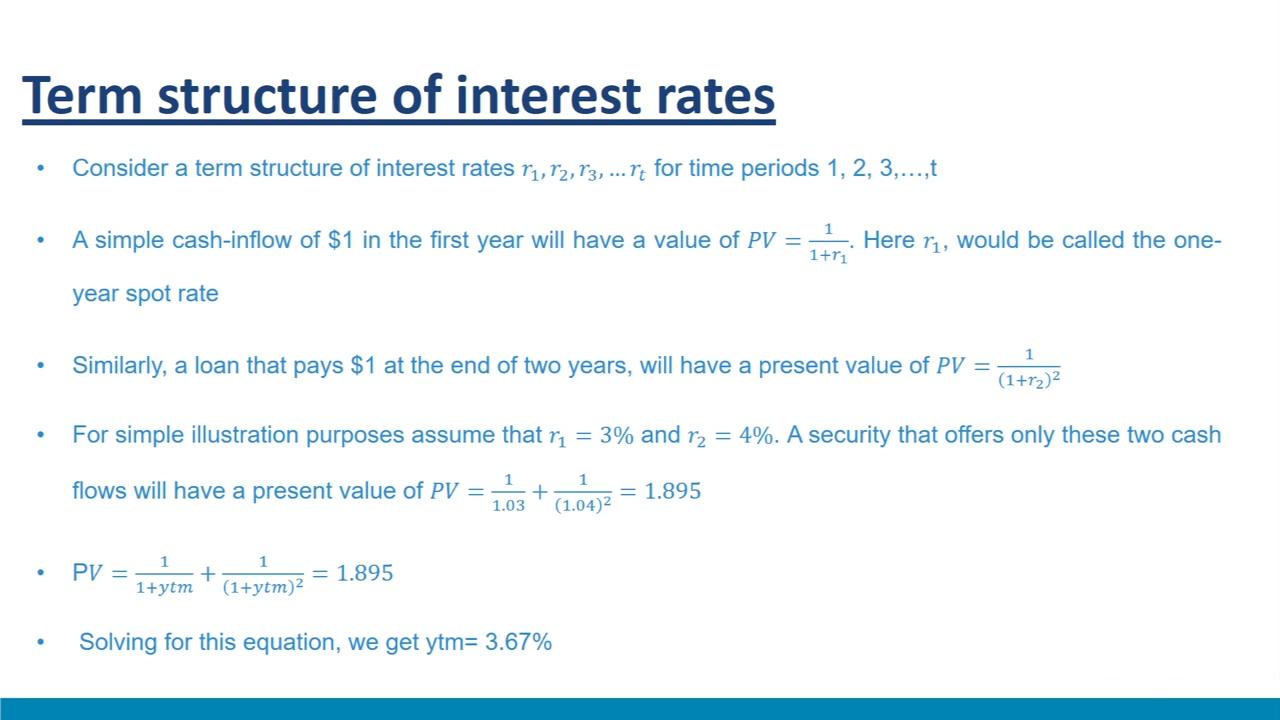 Term structure of interest rates
• Consider a term structure of interest rates r₁, r₂, r₃, … rₜ for time periods 1, 2, 3,…,t
• A simple cash-inflow of $1 in the first year will have a value of PV = 1/(1+r₁). Here r₁, would be called the one-
year spot rate
• Similarly, a loan that pays $1 at the end of two years, will have a present value of PV = 1/(1+r₂)²
• For simple illustration purposes assume that r₁ = 3% and r₂ = 4%. A security that offers only these two cash
flows will have a present value of PV = 1/1.03 + 1/(1.04)² = 1.895
• PV = 1/(1+ytm) + 1/(1+ytm)² = 1.895
• Solving for this equation, we get ytm= 3.67%